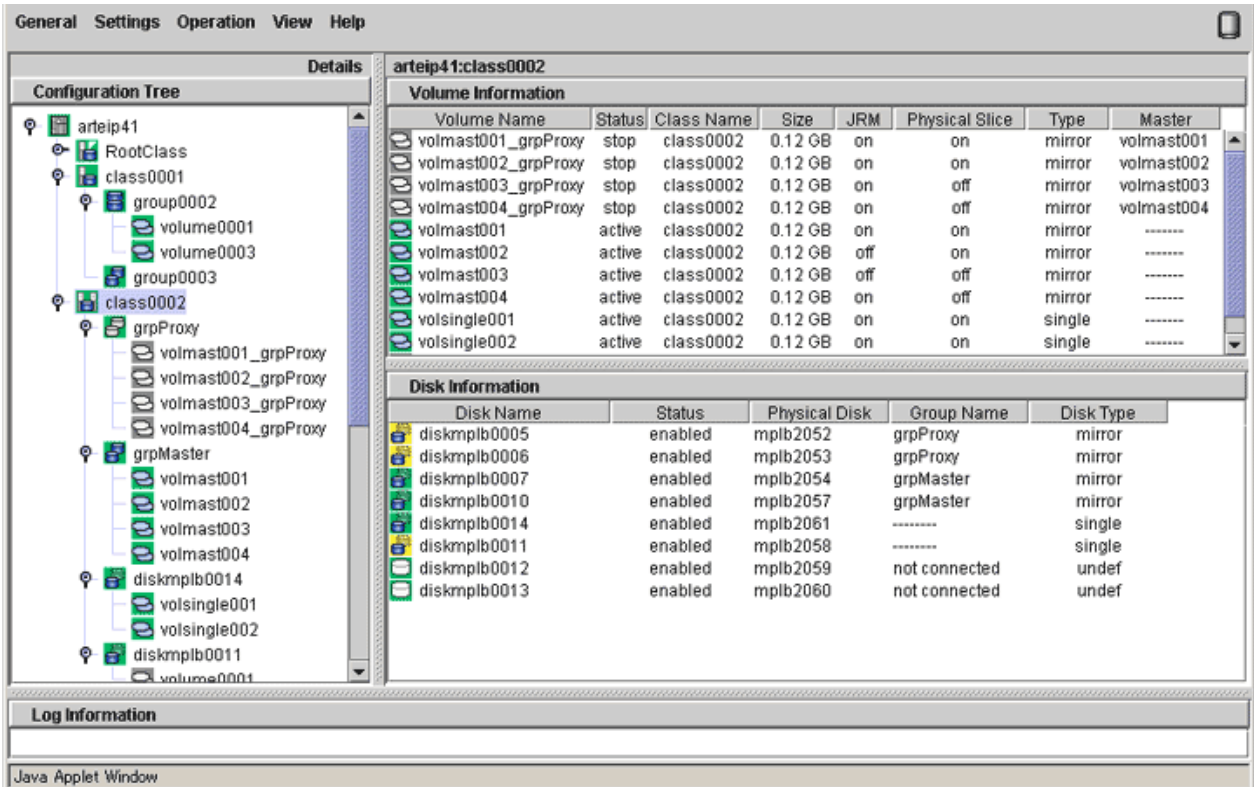 General Settings Operation View Help
Details
Configuration Tree
arteip41
RootClass
class0001
group0002
volume0001
volume0003
group0003
class0002
grpProxy
volmast001_grpProxy
volmast002_grpProxy
volmast003_grpProxy
volmast004_grpProxy
grpMaster
volmast001
volmast002
volmast003
volmast004
diskmplb0014
volsingle001
volsingle002
diskmplb0011
volume0001
arteip41:class0002
Volume Information
Volume Name Status Class Name Size JRM Physical Slice Type Master
volmast001_grpProxy stop class0002 0.12 GB on on mirror volmast001
volmast002_grpProxy stop class0002 0.12 GB on on mirror volmast002
volmast003_grpProxy stop class0002 0.12 GB on off mirror volmast003
volmast004_grpProxy stop class0002 0.12 GB on off mirror volmast004
volmast001 active class0002 0.12 GB on on mirror -------
volmast002 active class0002 0.12 GB off on mirror -------
volmast003 active class0002 0.12 GB off off mirror -------
volmast004 active class0002 0.12 GB on off mirror -------
volsingle001 active class0002 0.12 GB on on single -------
volsingle002 active class0002 0.12 GB on on single -------
Disk Information
Disk Name Status Physical Disk Group Name Disk Type
diskmplb0005 enabled mplb2052 grpProxy mirror
diskmplb0006 enabled mplb2053 grpProxy mirror
diskmplb0007 enabled mplb2054 grpMaster mirror
diskmplb0010 enabled mplb2057 grpMaster mirror
diskmplb0014 enabled mplb2061 -------- single
diskmplb0011 enabled mplb2058 -------- single
diskmplb0012 enabled mplb2059 not connected undef
diskmplb0013 enabled mplb2060 not connected undef
Log Information
Java Applet Window